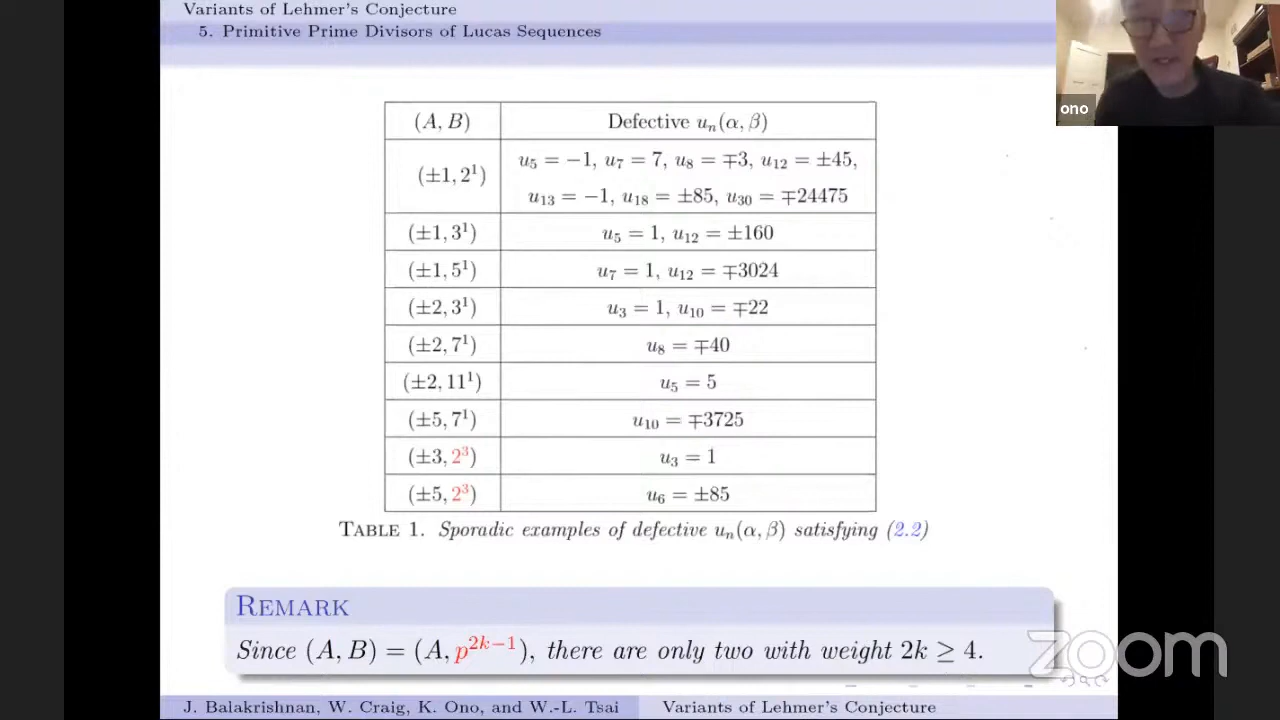 Variants of Lehmer's Conjecture
5. Primitive Prime Divisors of Lucas Sequences
ono
(A, B) Defective uₙ(α, β)
(±1, 2¹) u₅ = −1, u₇ = 7, u₈ = ∓3, u₁₂ = ±45,
u₁₃ = −1, u₁₈ = ±85, u₃₀ = ∓24475
(±1, 3¹) u₅ = 1, u₁₂ = ±160
(±1, 5¹) u₇ = 1, u₁₂ = ∓3024
(±2, 3¹) u₃ = 1, u₁₀ = ∓22
(±2, 7¹) u₈ = ∓40
(±2, 11¹) u₅ = 5
(±5, 7¹) u₁₀ = ∓3725
(±3, 2³) u₃ = 1
(±5, 2³) u₆ = ±85
Table 1. Sporadic examples of defective uₙ(α, β) satisfying (2.2)
Remark
Since (A, B) = (A, p²ᵏ⁻¹), there are only two with weight 2k ≥ 4.
zoom
J. Balakrishnan, W. Craig, K. Ono, and W.-L. Tsai Variants of Lehmer's Conjecture